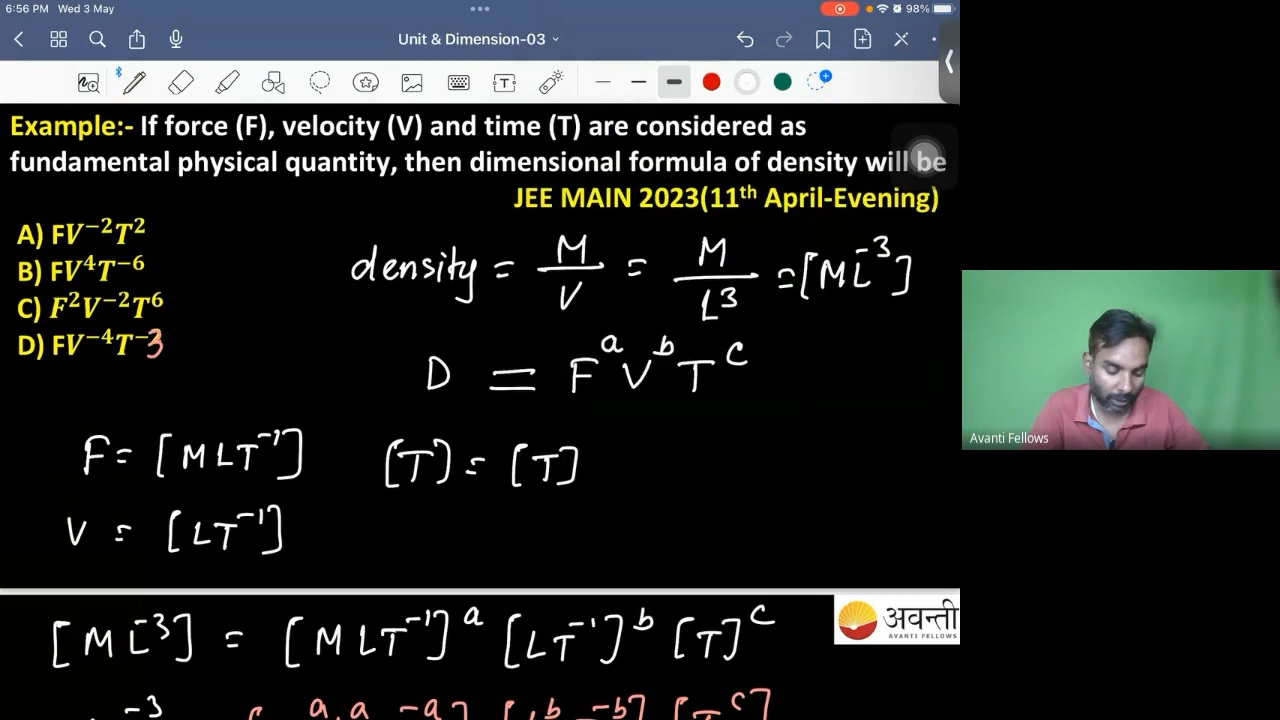 6:56 PM Wed 3 May
98%
Unit & Dimension-03
Example:- If force (F), velocity (V) and time (T) are considered as
fundamental physical quantity, then dimensional formula of density will be
JEE MAIN 2023(11th April-Evening)
A) FV⁻²T²
B) FV⁴T⁻⁶
C) F²V⁻²T⁶
D) FV⁻⁴T⁻3
density = M/V = M/L³ = [ML⁻³]
D = Fᵃ Vᵇ Tᶜ
F = [MLT⁻¹] [T] = [T]
V = [LT⁻¹]
[ML⁻³] = [MLT⁻¹]ᵃ [LT⁻¹]ᵇ [T]ᶜ
अवन्ती
AVANTI FELLOWS
Avanti Fellows